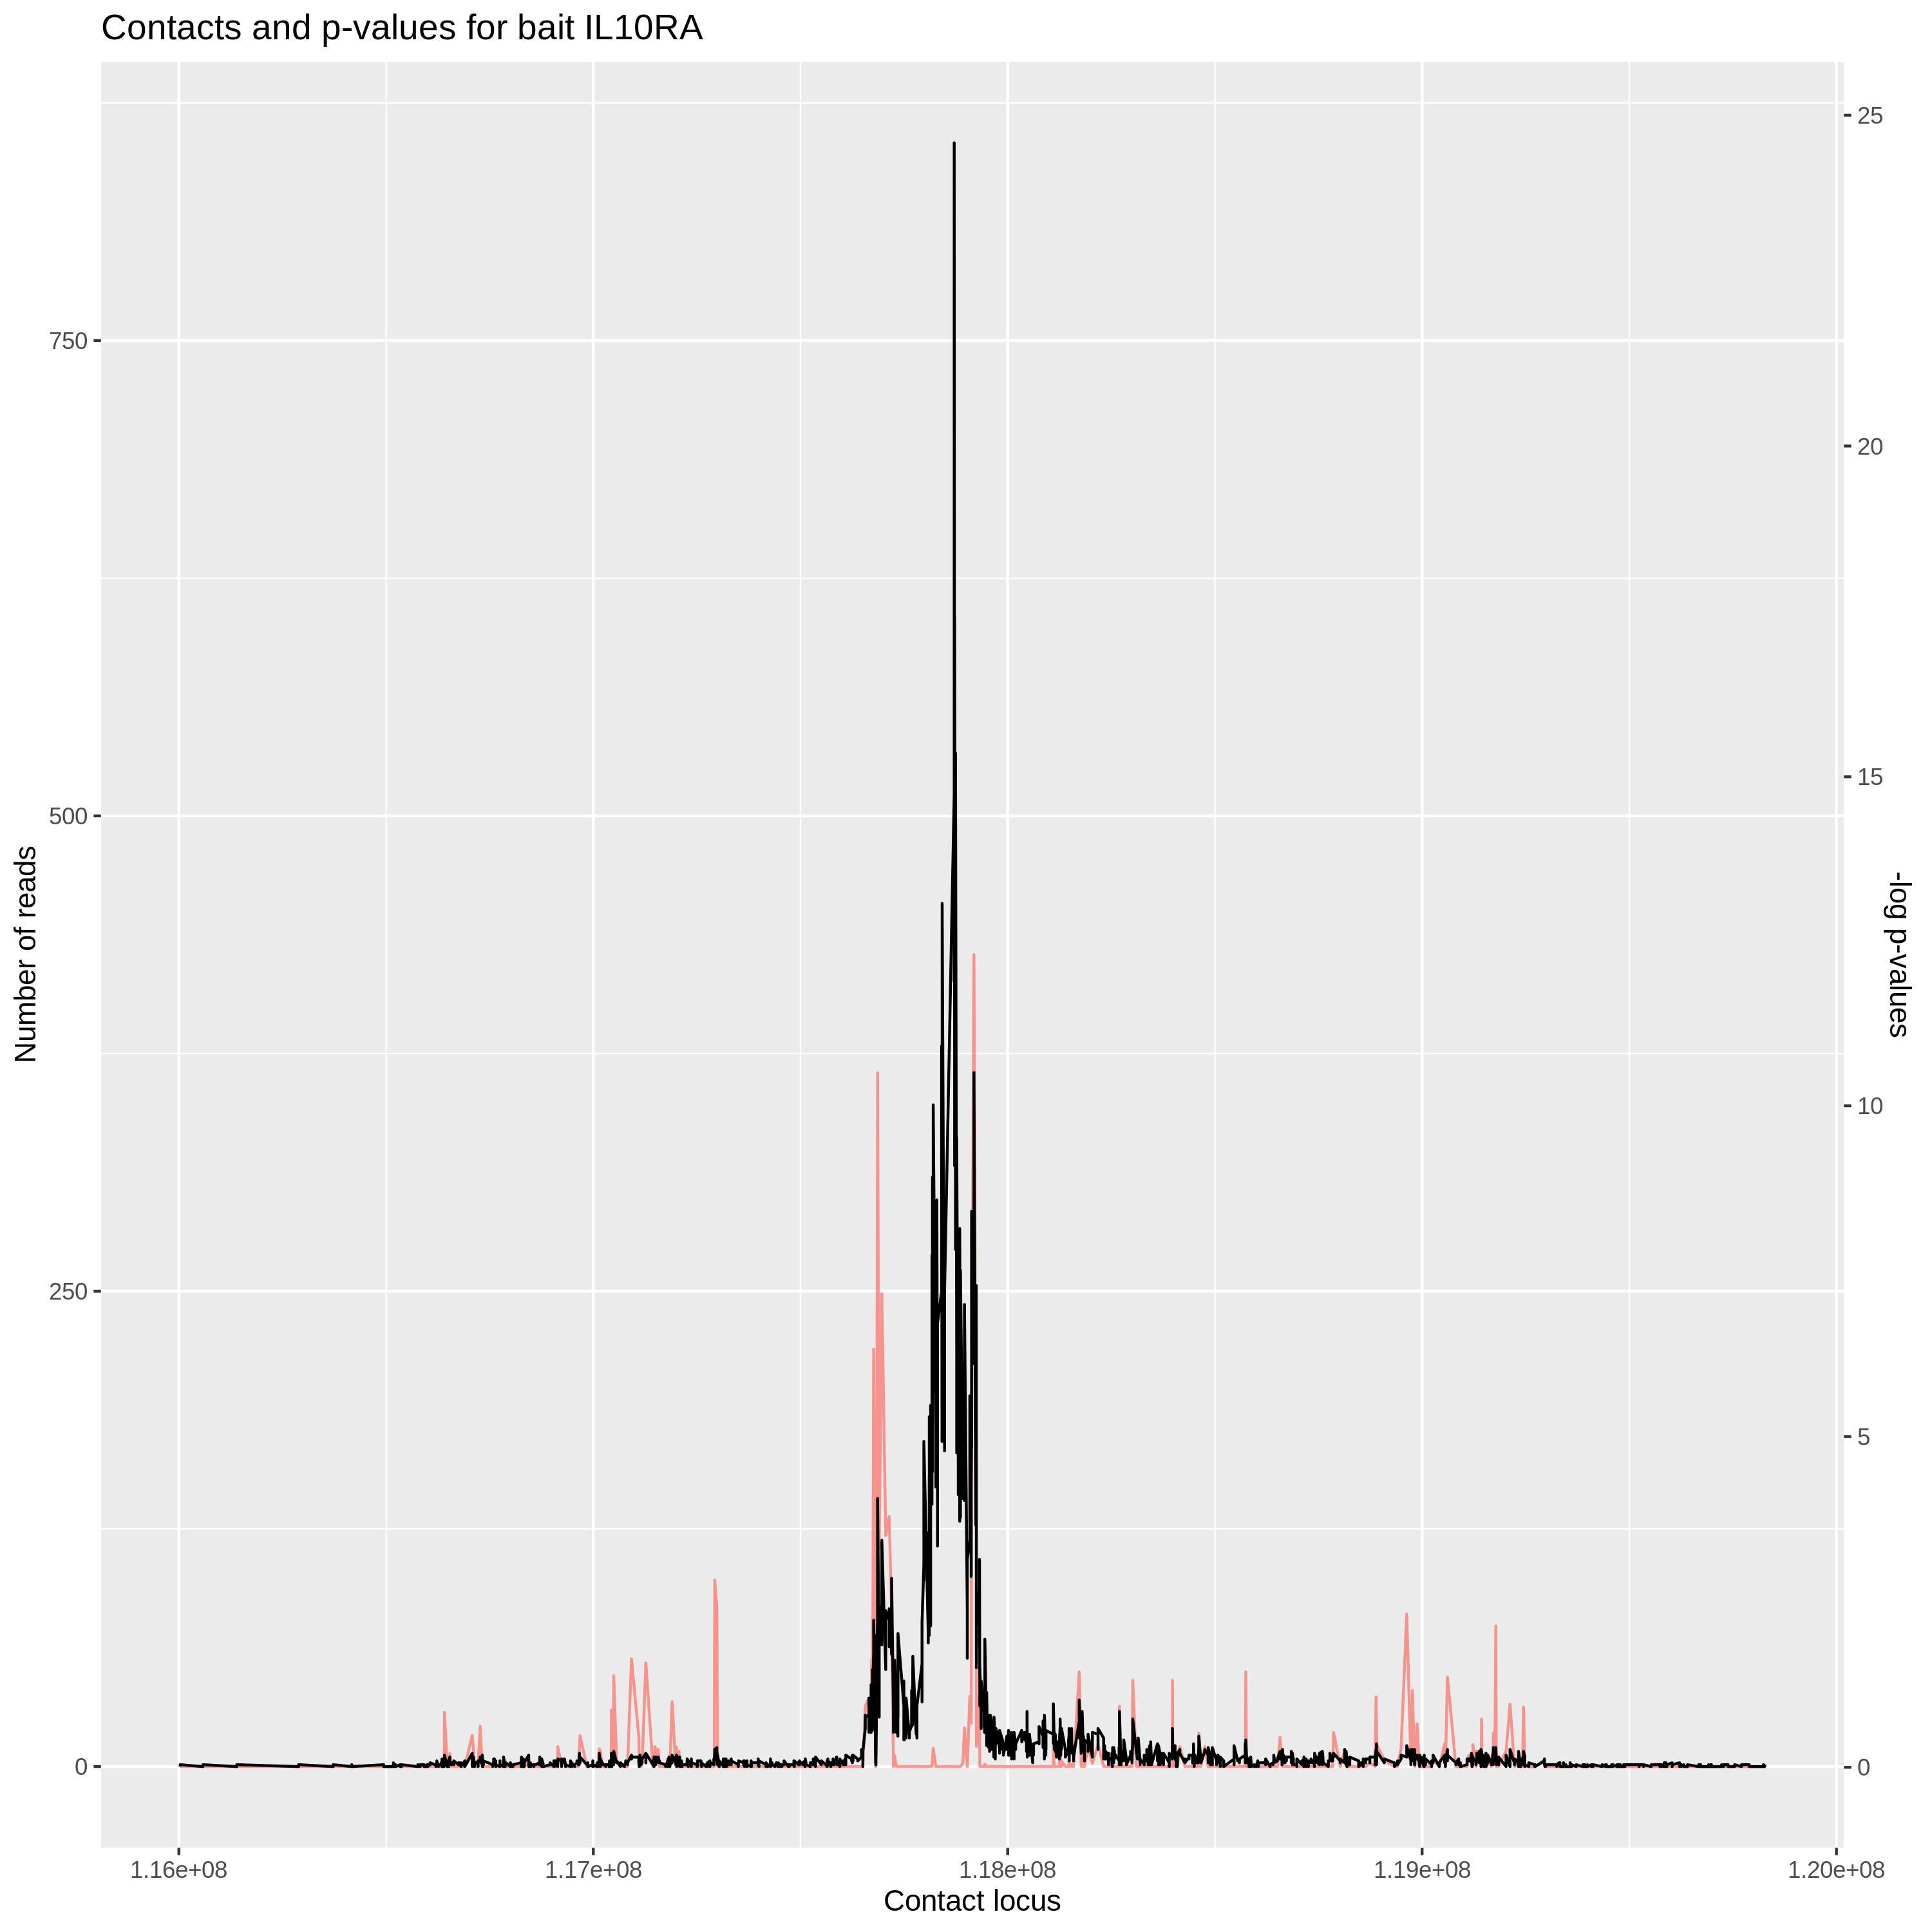 Contacts and p-values for bait IL10RA
Number of reads
750
500
250
0
25
20
15
10
5
0
-log p-values
1.16e+08
1.17e+08
1.18e+08
1.19e+08
1.20e+08
Contact locus